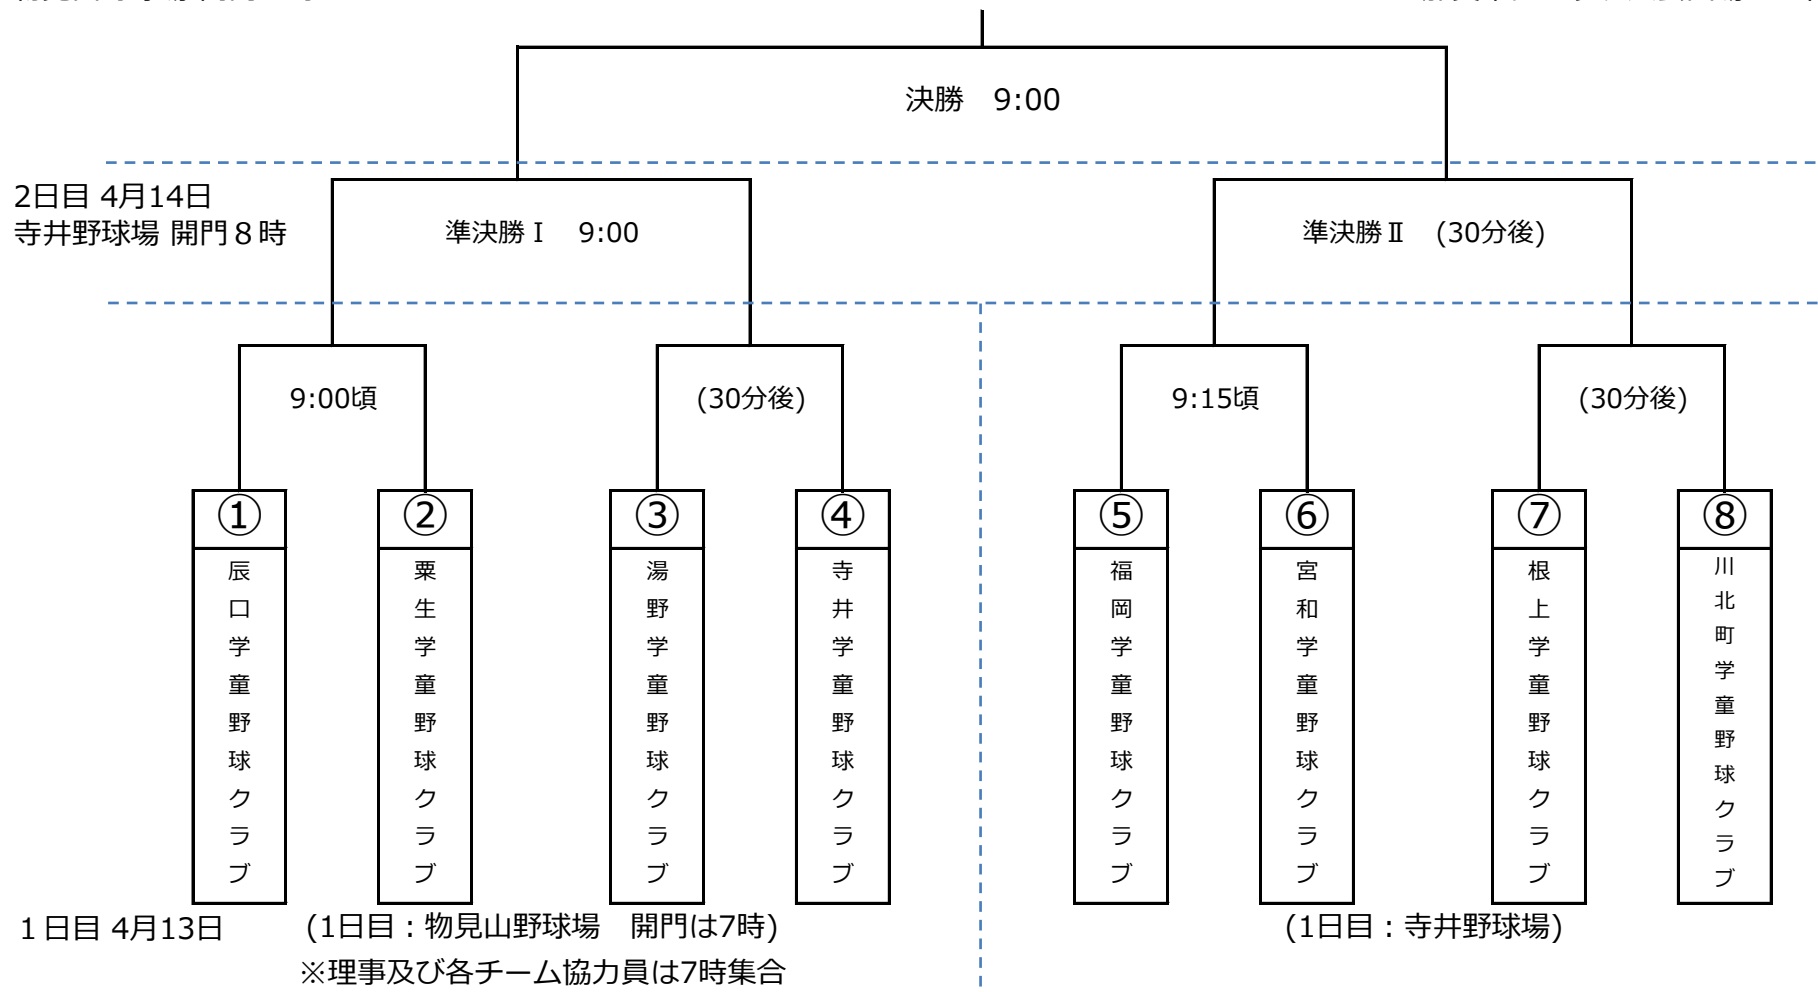 決勝　9:00
2日目 4月14日
寺井野球場 開門８時
準決勝Ⅰ　9:00
準決勝Ⅱ　(30分後)
9:00頃
(30分後)
9:15頃
(30分後)
①
②
③
④
⑤
⑥
⑦
⑧
辰口学童野球クラブ
粟生学童野球クラブ
湯野学童野球クラブ
寺井学童野球クラブ
福岡学童野球クラブ
宮和学童野球クラブ
根上学童野球クラブ
川北町学童野球クラブ
１日目 4月13日
(1日目：物見山野球場　開門は7時)
(1日目：寺井野球場)
※理事及び各チーム協力員は7時集合